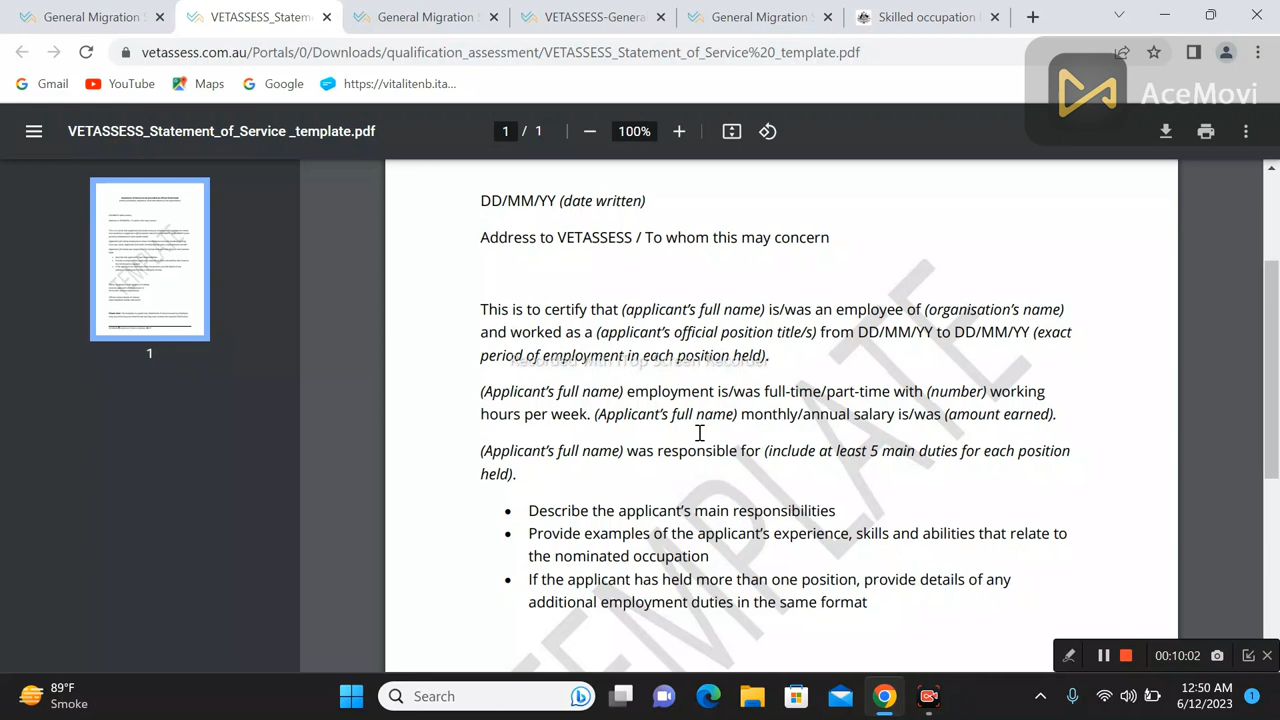 General Migration
VETASSESS_Statem
General Migration
VETASSESS-Genera
General Migration
Skilled occupation
vetassess.com.au/Portals/0/Downloads/qualification_assessment/VETASSESS_Statement_of_Service%20_template.pdf
Gmail
YouTube
Maps
Google
https://vitalitenb.ita...
AceMovi
VETASSESS_Statement_of_Service _template.pdf
1 / 1
100%
1
DD/MM/YY (date written)
Address to VETASSESS / To whom this may concern
This is to certify that (applicant's full name) is/was an employee of (organisation's name)
and worked as a (applicant's official position title/s) from DD/MM/YY to DD/MM/YY (exact
period of employment in each position held).
(Applicant's full name) employment is/was full-time/part-time with (number) working
hours per week. (Applicant's full name) monthly/annual salary is/was (amount earned).
(Applicant's full name) was responsible for (include at least 5 main duties for each position
held).
• Describe the applicant's main responsibilities
• Provide examples of the applicant's experience, skills and abilities that relate to
the nominated occupation
• If the applicant has held more than one position, provide details of any
additional employment duties in the same format
TEMPLATE
00:10:02
89°F
Smoke
Search
12:50 AM
6/12/2023
1